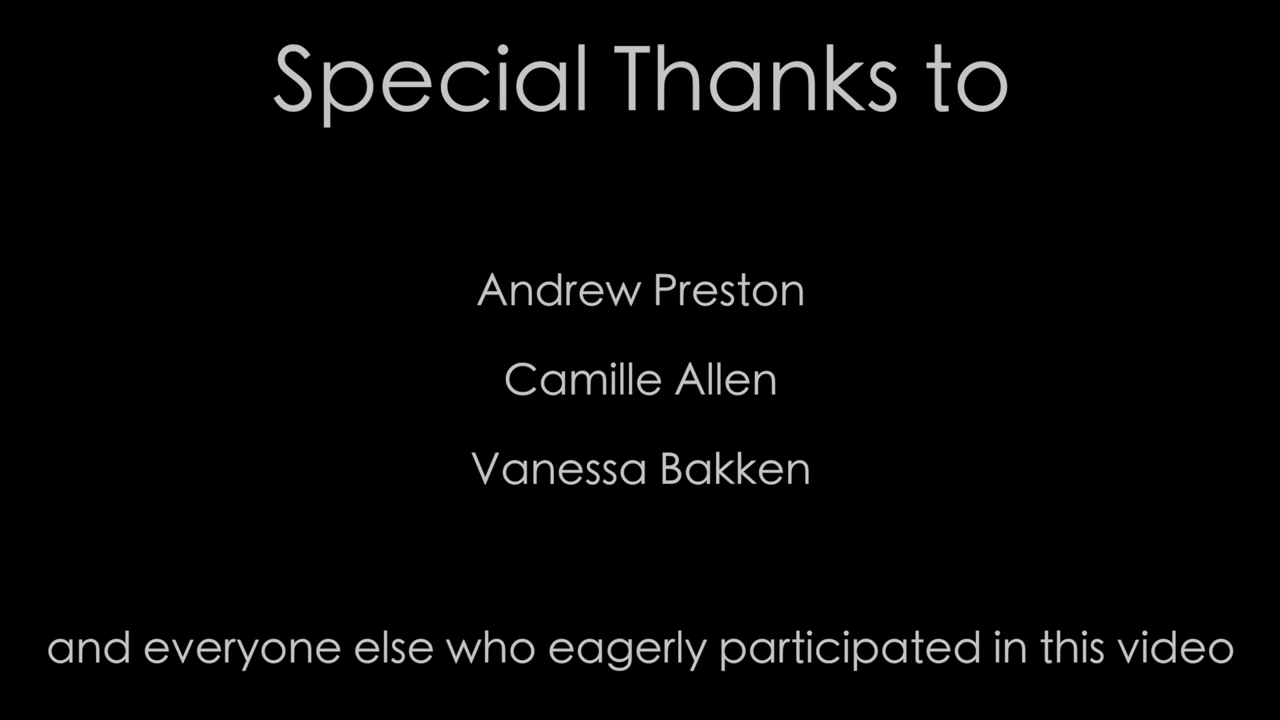 Special Thanks to
Andrew Preston
Camille Allen
Vanessa Bakken
and everyone else who eagerly participated in this video